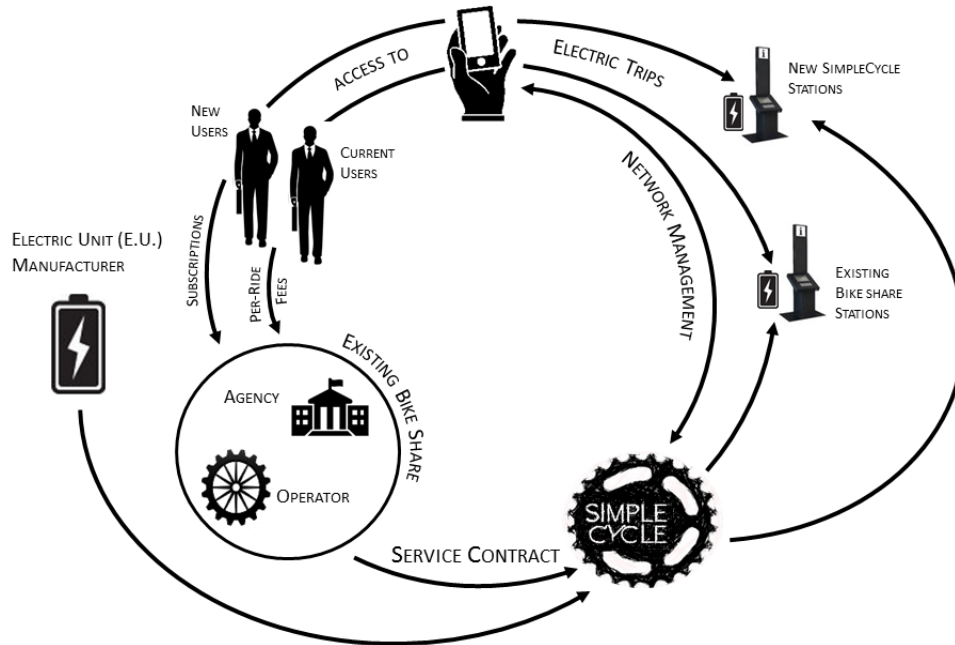 ACCESS TO
ELECTRIC TRIPS
NEW SIMPLECYCLE
STATIONS
NEW
USERS
CURRENT
USERS
NETWORK MANAGEMENT
SUBSCRIPTIONS
PER-RIDE
FEES
ELECTRIC UNIT (E.U.)
MANUFACTURER
EXISTING
BIKE SHARE
STATIONS
EXISTING BIKE SHARE
AGENCY
OPERATOR
SIMPLE
CYCLE
SERVICE CONTRACT
i
i